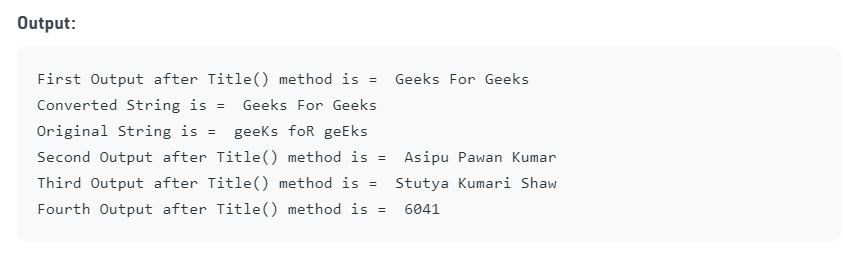 Output:
First Output after Title() method is =  Geeks For Geeks
Converted String is =  Geeks For Geeks
Original String is =  geeKs foR geEks
Second Output after Title() method is =  Asipu Pawan Kumar
Third Output after Title() method is =  Stutya Kumari Shaw
Fourth Output after Title() method is =  6041